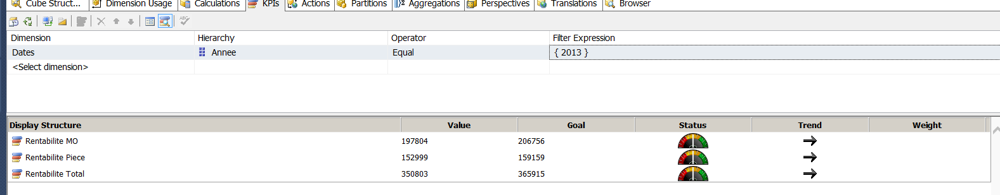 Cube Struct... Dimension Usage Calculations KPIs Actions Partitions Aggregations Perspectives Translations Browser
Dimension Hierarchy Operator Filter Expression
Dates Annee Equal { 2013 }
<Select dimension>
Display Structure Value Goal Status Trend Weight
Rentabilite MO 197804 206756
Rentabilite Piece 152999 159159
Rentabilite Total 350803 365915